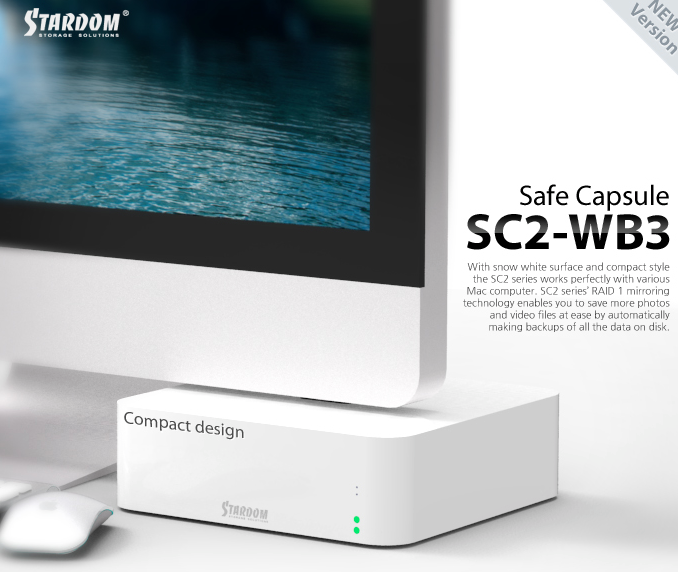 STARDOM®
STORAGE SOLUTIONS
NEW
Version
Safe Capsule
SC2-WB3
With snow white surface and compact style
the SC2 series works perfectly with various
Mac computer. SC2 series' RAID 1 mirroring
technology enables you to save more photos
and video files at ease by automatically
making backups of all the data on disk.
Compact design
STARDOM
STORAGE SOLUTIONS